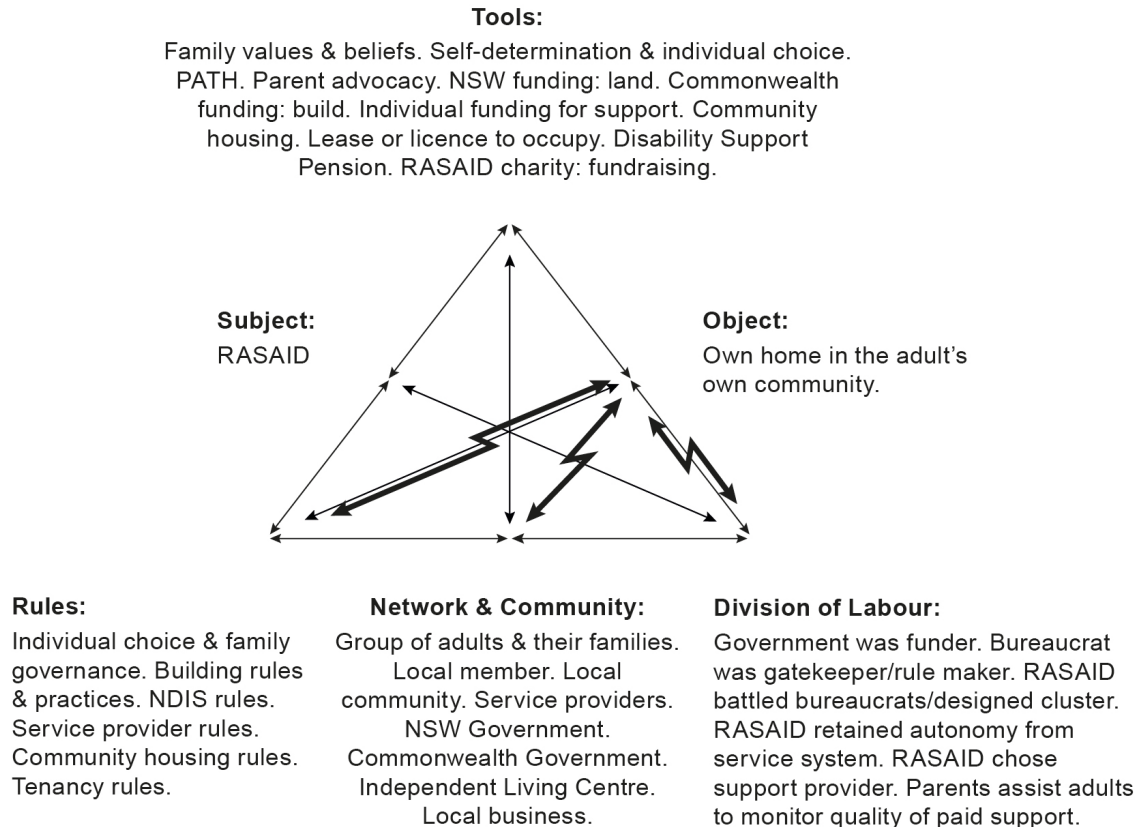 Tools:
Family values & beliefs. Self-determination & individual choice.
PATH. Parent advocacy. NSW funding: land. Commonwealth
funding: build. Individual funding for support. Community
housing. Lease or licence to occupy. Disability Support
Pension. RASAID charity: fundraising.
Subject:
RASAID
Object:
Own home in the adult’s
own community.
Rules:
Individual choice & family
governance. Building rules
& practices. NDIS rules.
Service provider rules.
Community housing rules.
Tenancy rules.
Network & Community:
Group of adults & their families.
Local member. Local
community. Service providers.
NSW Government.
Commonwealth Government.
Independent Living Centre.
Local business.
Division of Labour:
Government was funder. Bureaucrat
was gatekeeper/rule maker. RASAID
battled bureaucrats/designed cluster.
RASAID retained autonomy from
service system. RASAID chose
support provider. Parents assist adults
to monitor quality of paid support.